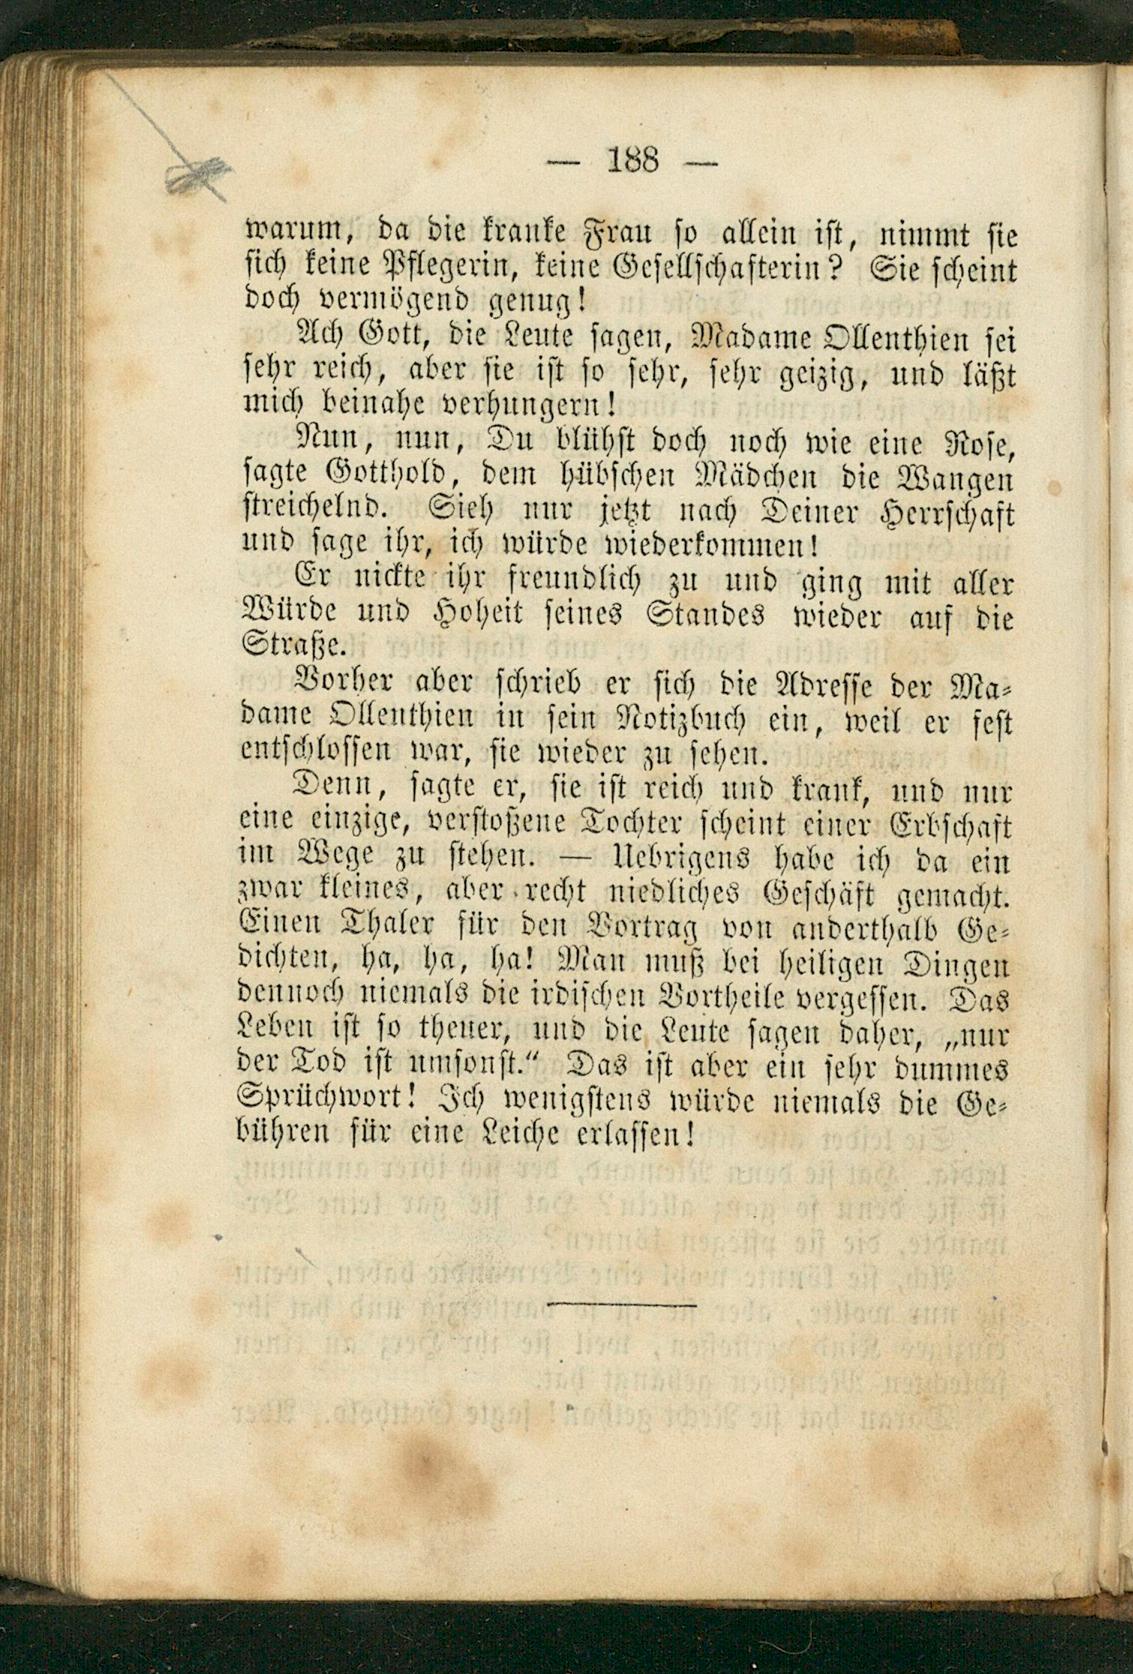 — 188 —
warum, da die kranke Frau so allein ist, nimmt sie
sich keine Pflegerin, keine Gesellschafterin? Sie scheint
doch vermögend genug!
Ach Gott, die Leute sagen, Madame Ollenthien sei
sehr reich, aber sie ist so sehr, sehr geizig, und läßt
mich beinahe verhungern!
Nun, nun, Du blühst doch noch wie eine Rose,
sagte Gotthold, dem hübschen Mädchen die Wangen
streichelnd. Sieh nur jetzt nach Deiner Herrschaft
und sage ihr, ich würde wiederkommen!
Er nickte ihr freundlich zu und ging mit aller
Würde und Hoheit seines Standes wieder auf die
Straße.
Vorher aber schrieb er sich die Adresse der Ma-
dame Ollenthien in sein Notizbuch ein, weil er fest
entschlossen war, sie wieder zu sehen.
Denn, sagte er, sie ist reich und krank, und nur
eine einzige, verstoßene Tochter scheint einer Erbschaft
im Wege zu stehen. — Uebrigens habe ich da ein
zwar kleines, aber recht niedliches Geschäft gemacht.
Einen Thaler für den Vortrag von anderthalb Ge-
dichten, ha, ha, ha! Man muß bei heiligen Dingen
dennoch niemals die irdischen Vortheile vergessen. Das
Leben ist so theuer, und die Leute sagen daher, „nur
der Tod ist umsonst.“ Das ist aber ein sehr dummes
Sprüchwort! Ich wenigstens würde niemals die Ge-
bühren für eine Leiche erlassen!